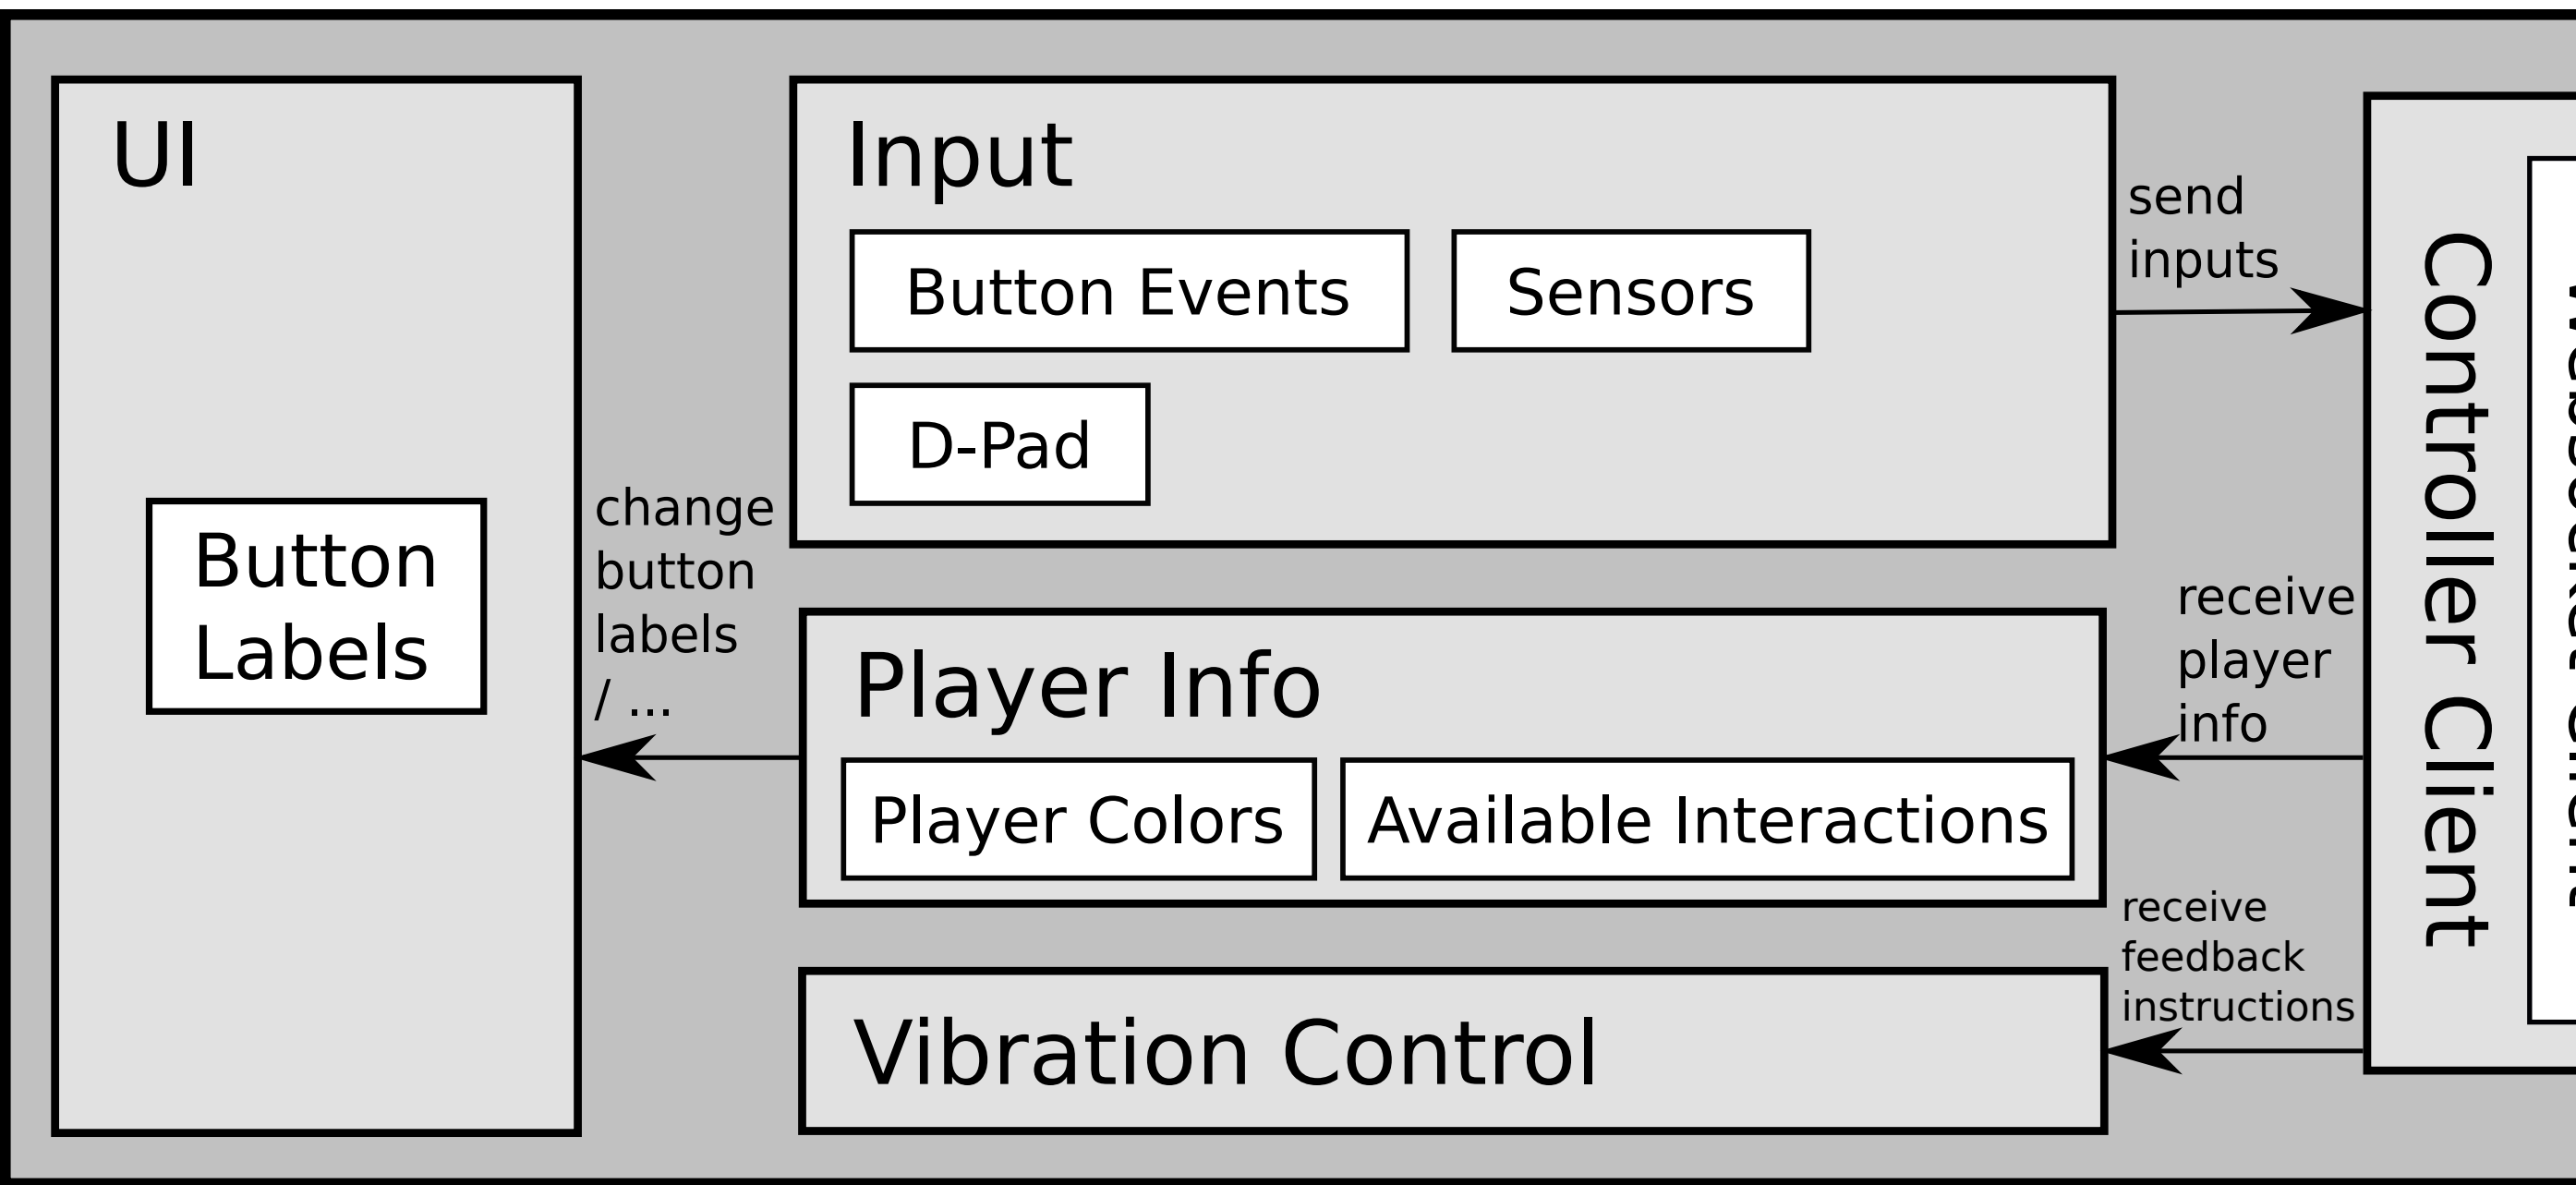 UI
Button
Labels
change
button
labels
/ ...
Input
Button Events
Sensors
D-Pad
send
inputs
Player Info
Player Colors
Available Interactions
receive
player
info
Vibration Control
receive
feedback
instructions
Controller Client